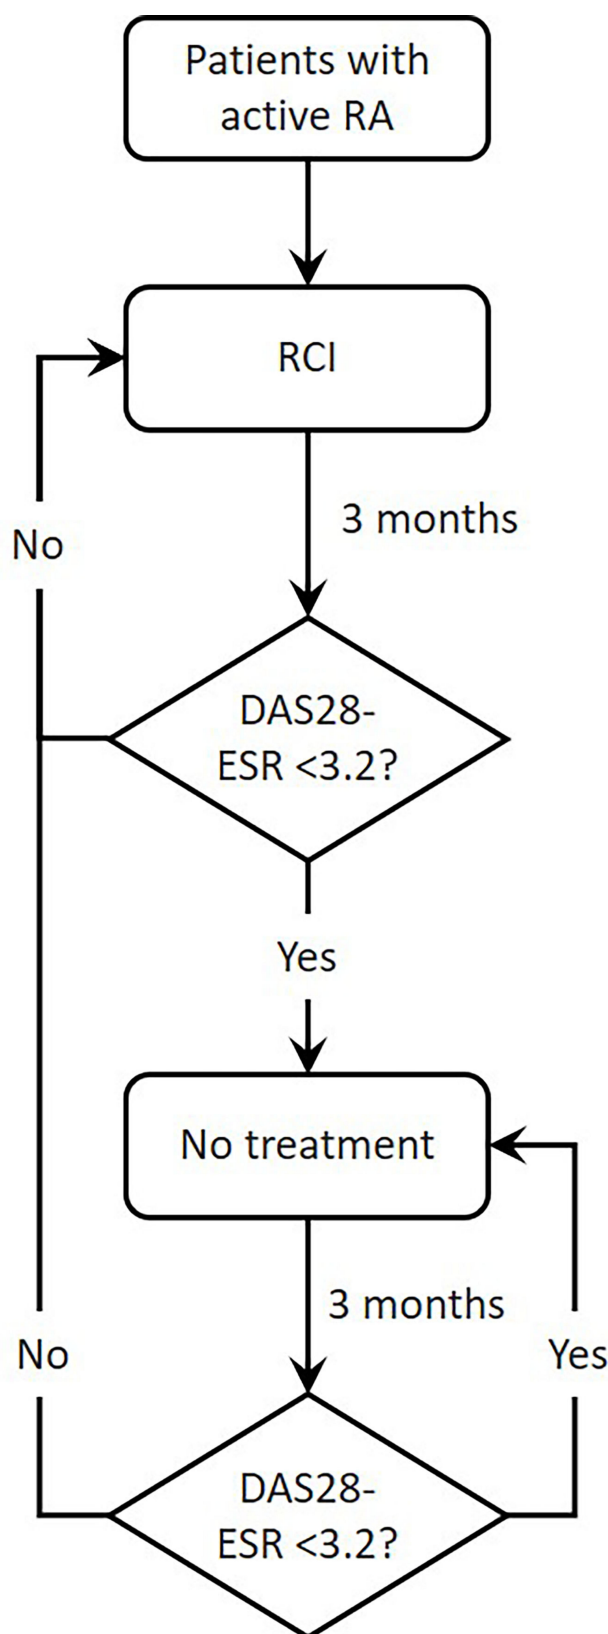 Patients with
active RA
RCI
3 months
No
DAS28-
ESR <3.2?
Yes
No treatment
3 months
No
Yes
DAS28-
ESR <3.2?